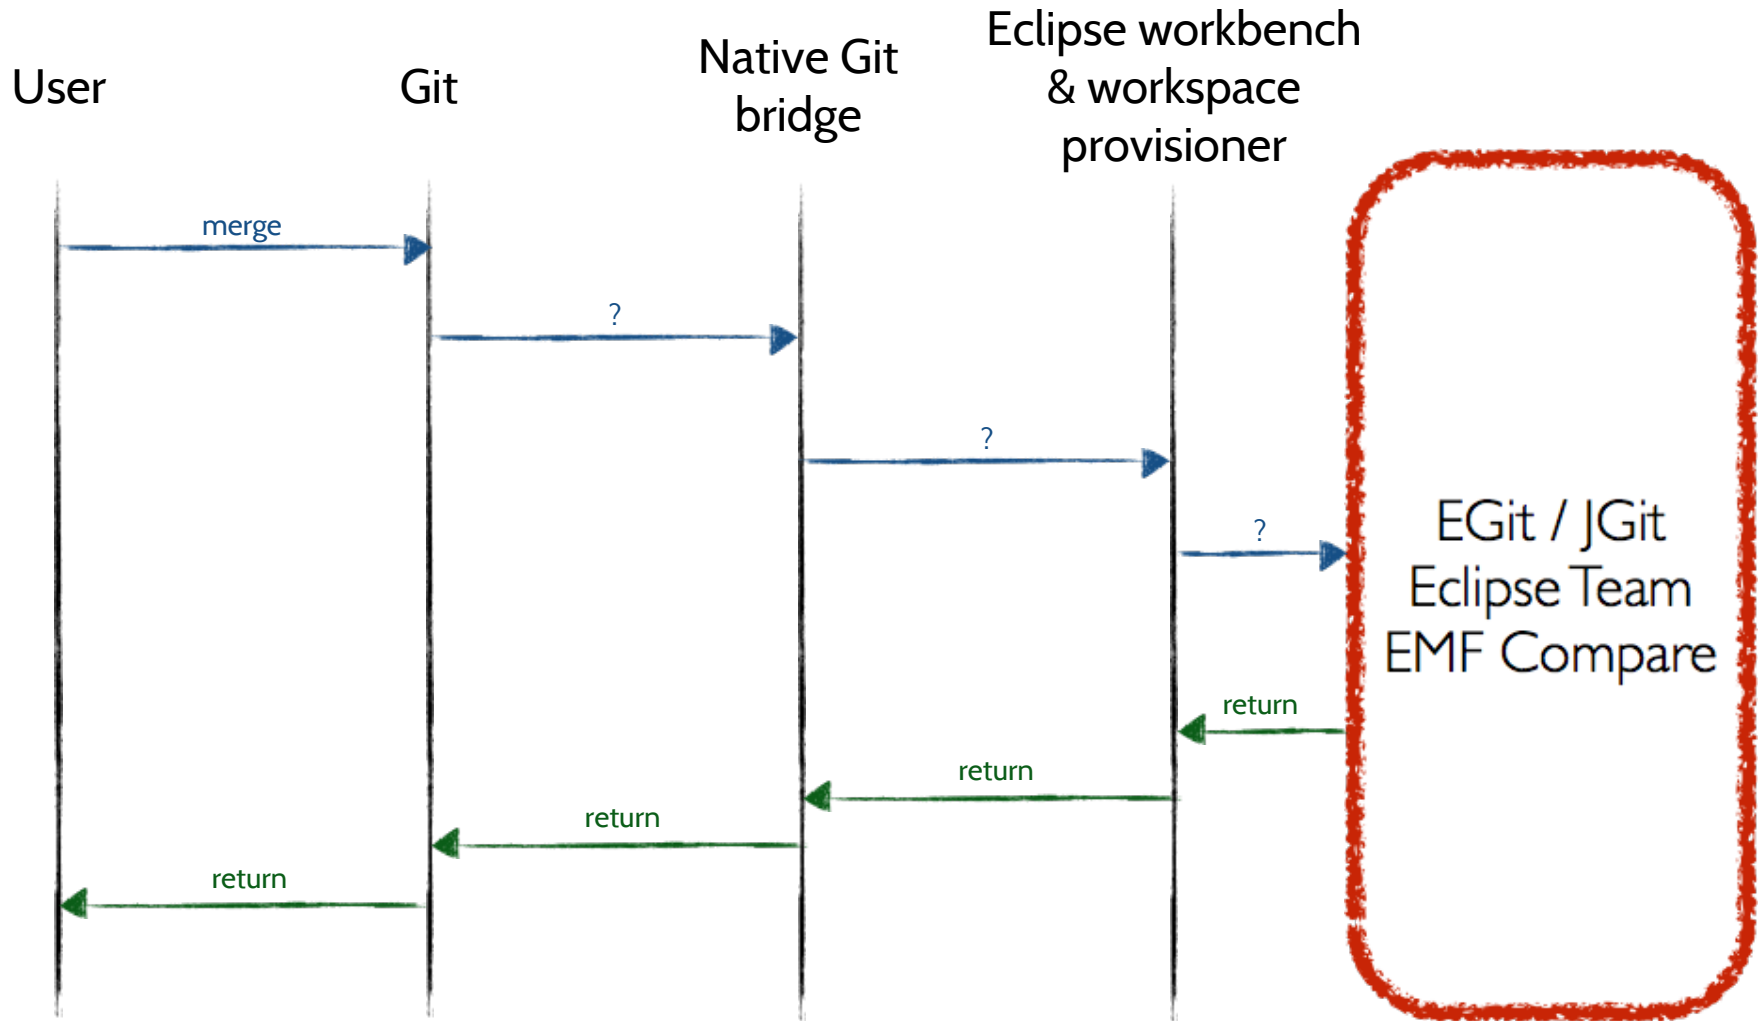 User
Git
Native Git
bridge
Eclipse workbench
& workspace
provisioner
merge
?
?
?
EGit / JGit
Eclipse Team
EMF Compare
return
return
return
return